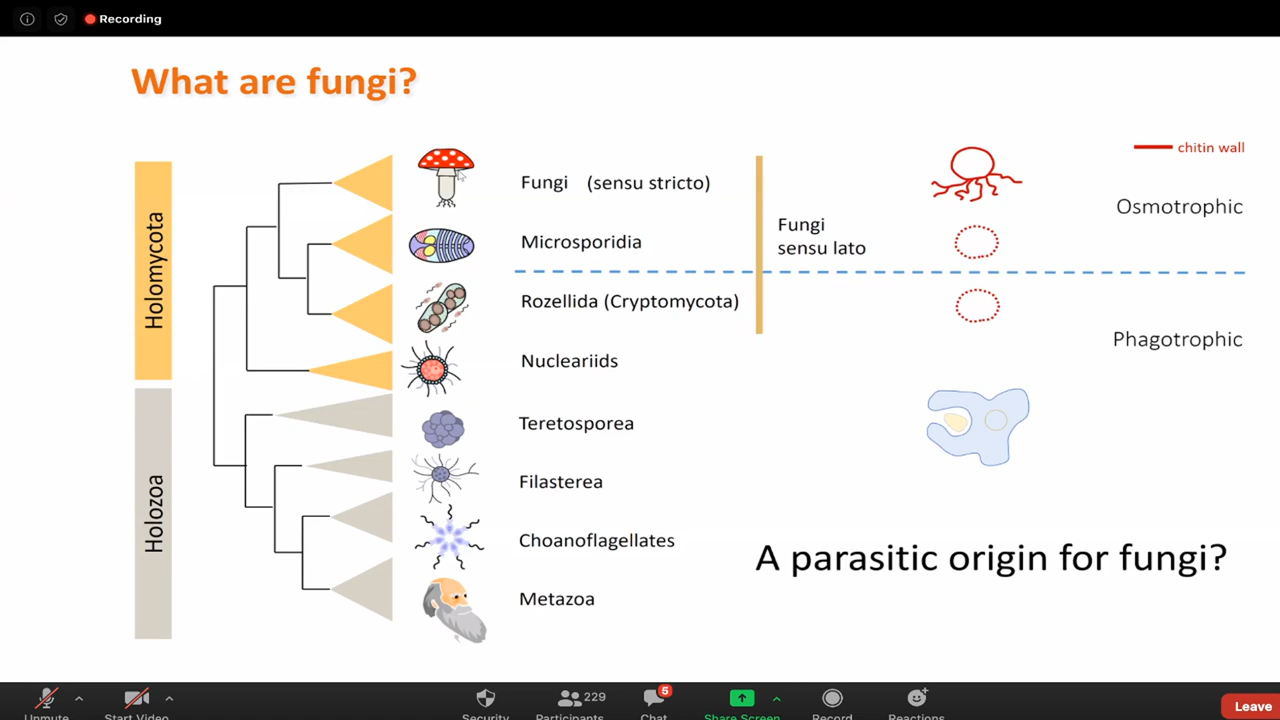 Recording
What are fungi?
chitin wall
Holomycota
Fungi (sensu stricto)
Osmotrophic
Fungi
sensu lato
Microsporidia
Rozellida (Cryptomycota)
Phagotrophic
Nucleariids
Holozoa
Teretosporea
Filasterea
Choanoflagellates
A parasitic origin for fungi?
Metazoa
Unmute
Start Video
Security
229
Participants
6
Chat
Share Screen
Record
Reactions
Leave